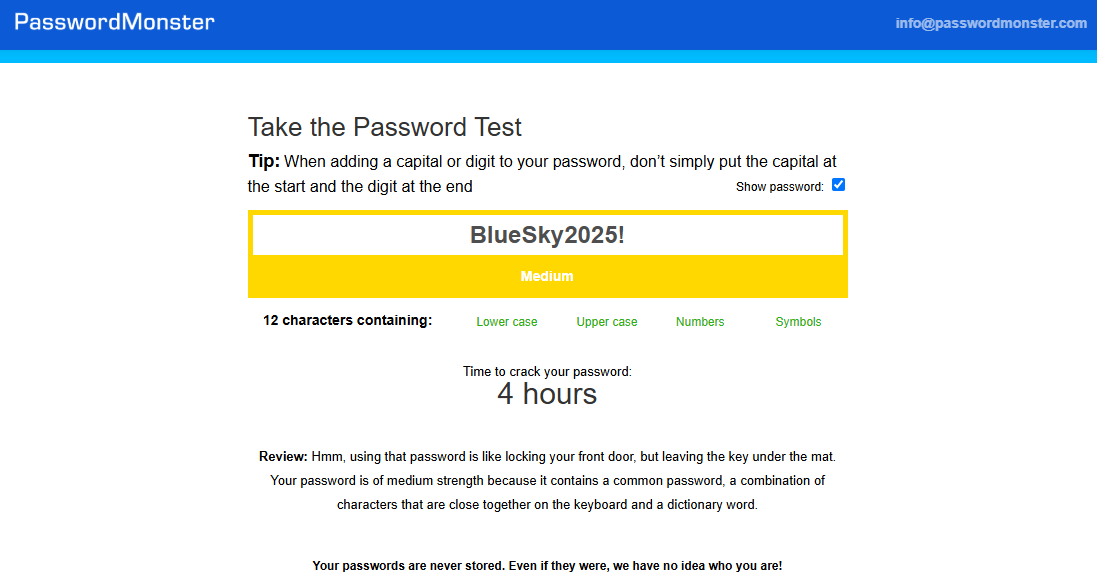 PasswordMonster
info@passwordmonster.com
Take the Password Test
Tip: When adding a capital or digit to your password, don't simply put the capital at
the start and the digit at the end
Show password:
BlueSky2025!
Medium
12 characters containing: Lower case Upper case Numbers Symbols
Time to crack your password:
4 hours
Review: Hmm, using that password is like locking your front door, but leaving the key under the mat.
Your password is of medium strength because it contains a common password, a combination of
characters that are close together on the keyboard and a dictionary word.
Your passwords are never stored. Even if they were, we have no idea who you are!